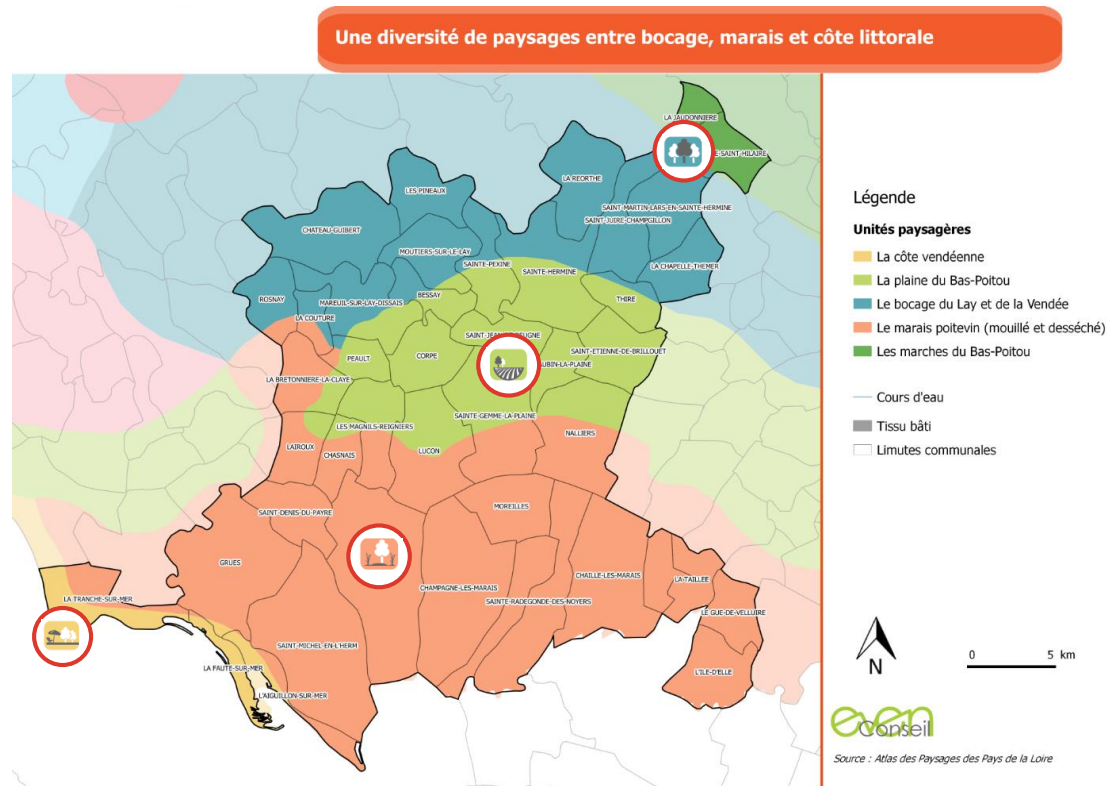 Une diversité de paysages entre bocage, marais et côte littorale
LA JAUDONNIERE
E-SAINT-HILAIRE
LA REORTHE
LES PINEAUX
SAINT-MARTIN-LARS-EN-SAINTE-HERMINE
SAINT-JUIRE-CHAMPGILLON
CHATEAU-GUIBERT
MOUTIERS-SUR-LE-LAY
SAINTE-PEXINE
SAINTE-HERMINE
LA CHAPELLE-THEMER
ROSNAY
MAREUIL-SUR-LAY-DISSAIS
BESSAY
THIRE
LA COUTURE
PEAULT
CORPE
SAINT-ETIENNE-DE-BRILLOUET
AUBIN-LA-PLAINE
LA BRETONNIERE-LA-CLAYE
SAINTE-GEMME-LA-PLAINE
LES MAGNILS-REIGNIERS
NALLIERS
LAIROUX
CHASNAIS
LUCON
SAINT-DENIS-DU-PAYRE
MOREILLES
GRUES
CHAILLE-LES-MARAIS
LA-TAILLEE
CHAMPAGNE-LES-MARAIS
LA TRANCHE-SUR-MER
SAINTE-RADEGONDE-DES-NOYERS
LE GUE-DE-VELLUIRE
SAINT-MICHEL-EN-L'HERM
LA FAUTE-SUR-MER
L'ILE-D'ELLE
L'AIGUILLON-SUR-MER
Légende
Unités paysagères
La côte vendéenne
La plaine du Bas-Poitou
Le bocage du Lay et de la Vendée
Le marais poitevin (mouillé et desséché)
Les marches du Bas-Poitou
Cours d'eau
Tissu bâti
Limutes communales
N
0 5 km
even
Conseil
Source : Atlas des Paysages des Pays de la Loire